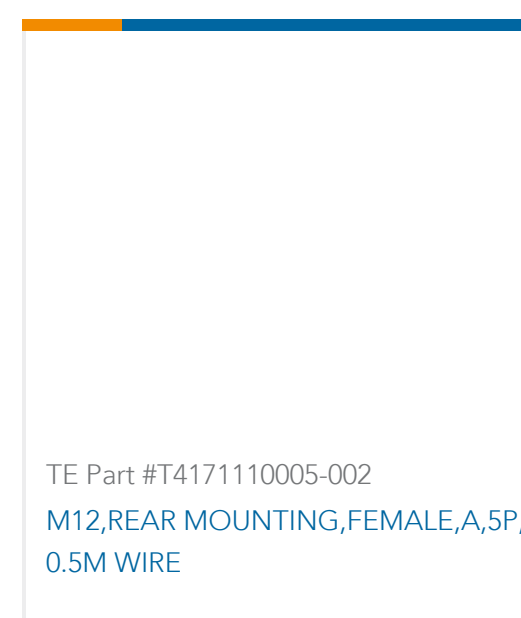 TE Part #T4171110005-002
M12,REAR MOUNTING,FEMALE,A,5P,
0.5M WIRE